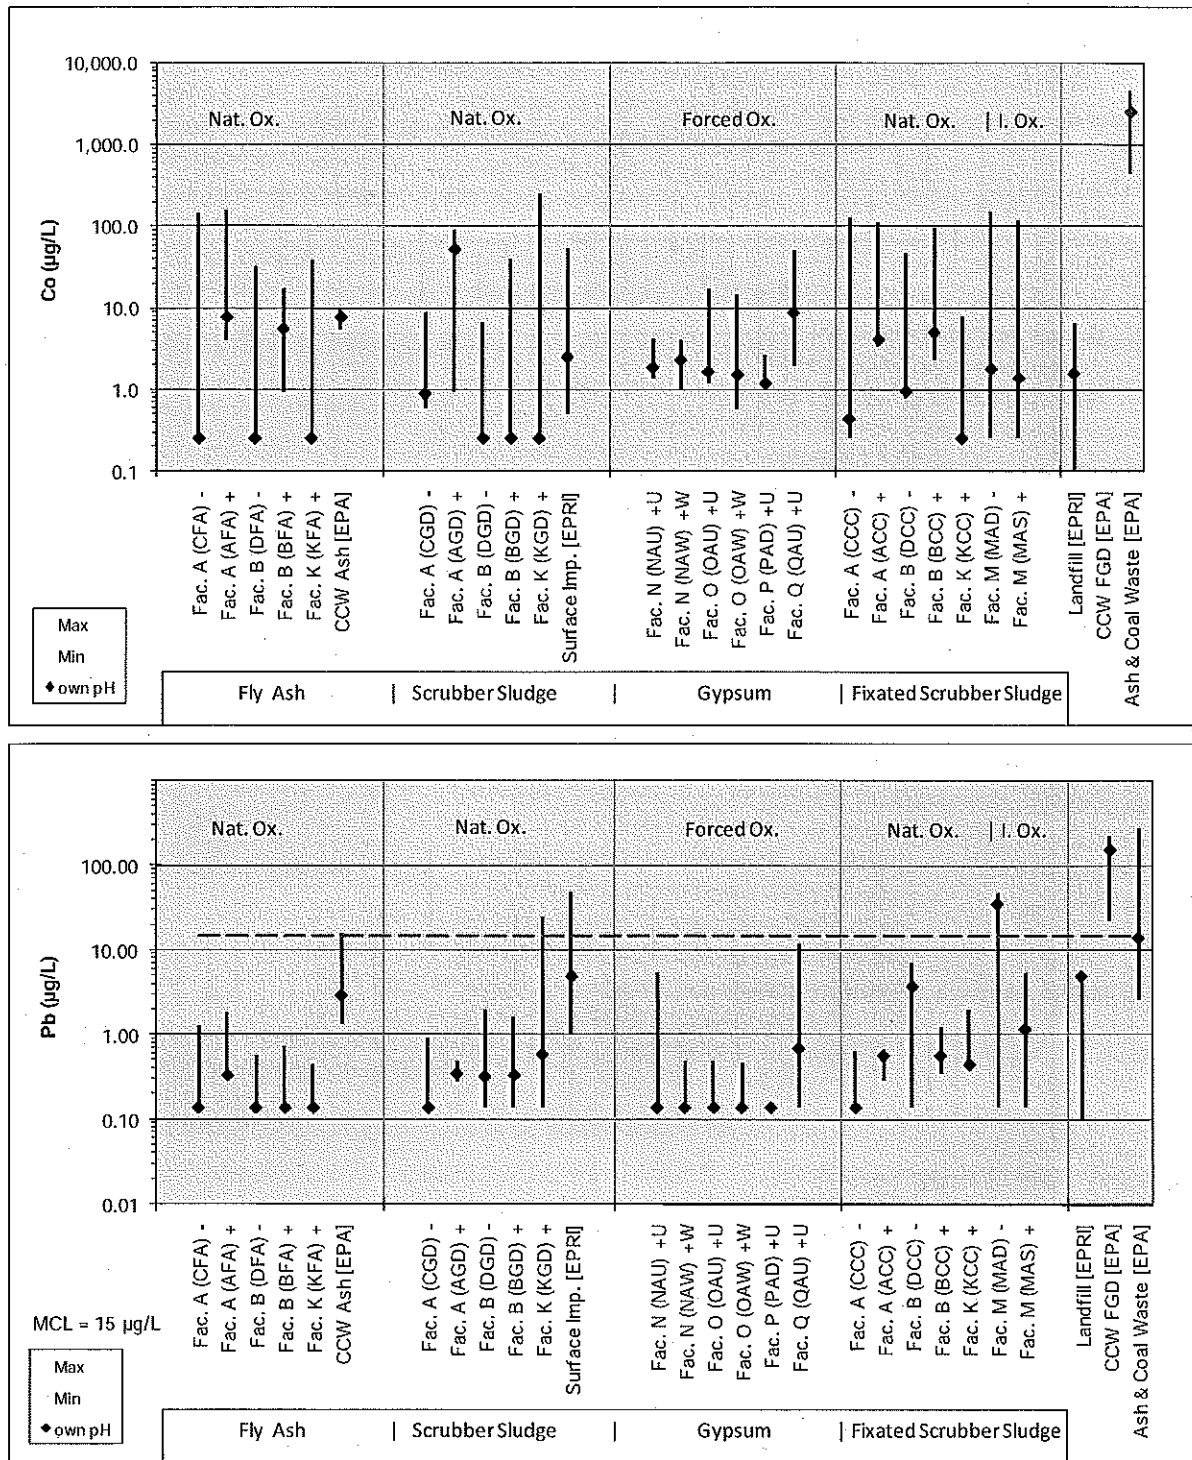 10,000.0
1,000.0
100.0
10.0
1.0
0.1
Co (µg/L)
Nat. Ox.
Nat. Ox.
Forced Ox.
Nat. Ox. | I. Ox.
Fac. A (CFA) -
Fac. A (AFA) +
Fac. B (DFA) -
Fac. B (BFA) +
Fac. K (KFA) +
CCW Ash [EPA]
Fac. A (CGD) -
Fac. A (AGD) +
Fac. B (DGD) -
Fac. B (BGD) +
Fac. K (KGD) +
Surface Imp. [EPRI]
Fac. N (NAU) +U
Fac. N (NAW) +W
Fac. O (OAU) +U
Fac. O (OAW) +W
Fac. P (PAD) +U
Fac. Q (QAU) +U
Fac. A (CCC) -
Fac. A (ACC) +
Fac. B (DCC) -
Fac. B (BCC) +
Fac. K (KCC) +
Fac. M (MAD) -
Fac. M (MAS) +
Landfill [EPRI]
CCW FGD [EPA]
Ash & Coal Waste [EPA]
Max
Min
own pH
Fly Ash | Scrubber Sludge | Gypsum | Fixated Scrubber Sludge
100.00
10.00
1.00
0.10
0.01
Pb (µg/L)
Nat. Ox.
Nat. Ox.
Forced Ox.
Nat. Ox. | I. Ox.
Fac. A (CFA) -
Fac. A (AFA) +
Fac. B (DFA) -
Fac. B (BFA) +
Fac. K (KFA) +
CCW Ash [EPA]
Fac. A (CGD) -
Fac. A (AGD) +
Fac. B (DGD) -
Fac. B (BGD) +
Fac. K (KGD) +
Surface Imp. [EPRI]
Fac. N (NAU) +U
Fac. N (NAW) +W
Fac. O (OAU) +U
Fac. O (OAW) +W
Fac. P (PAD) +U
Fac. Q (QAU) +U
Fac. A (CCC) -
Fac. A (ACC) +
Fac. B (DCC) -
Fac. B (BCC) +
Fac. K (KCC) +
Fac. M (MAD) -
Fac. M (MAS) +
Landfill [EPRI]
CCW FGD [EPA]
Ash & Coal Waste [EPA]
MCL = 15 µg/L
Max
Min
own pH
Fly Ash | Scrubber Sludge | Gypsum | Fixated Scrubber Sludge